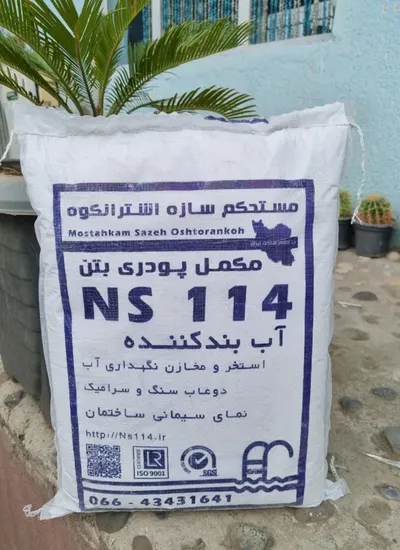 مستحکم سازه اشترانکوه
Mostahkam Sazeh Oshtorankoh
مکمل پودری بتن
NS 114
آب بندکننده
استخر و مخازن نگهداری آب
دوغاب سنگ و سرامیک
نمای سیمانی ساختمان
http://Ns114.ir
LR
ISO 9001
SGS
066 - 43431641